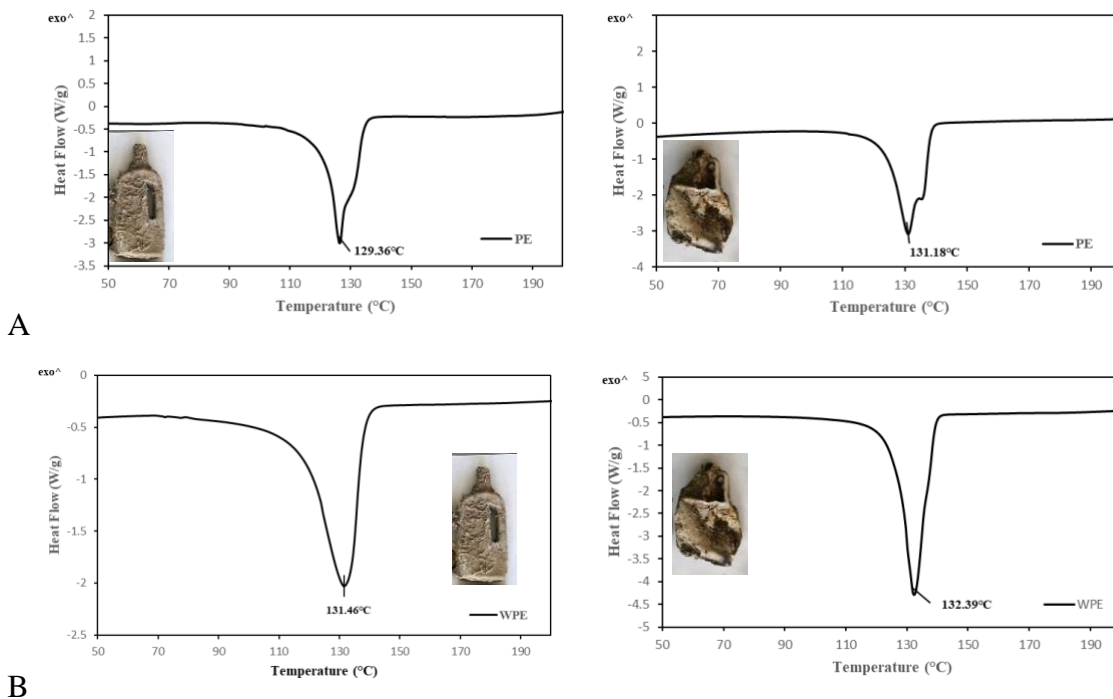 exo^
2
1.5
1
0.5
0
-0.5
-1
-1.5
-2
-2.5
-3
-3.5
Heat Flow (W/g)
129.36°C
PE
50 70 90 110 130 150 170 190
Temperature (°C)
exo^
3
2
1
0
-1
-2
-3
-4
Heat Flow (W/g)
131.18°C
PE
50 70 90 110 130 150 170 190
Temperature (°C)
A
exo^
0
-0.5
-1
-1.5
-2
-2.5
Heat Flow (W/g)
131.46°C
WPE
50 70 90 110 130 150 170 190
Temperature (°C)
exo^
5
-0.5
-1
-1.5
-2
-2.5
-3
-3.5
-4
-4.5
-5
Heat Flow (W/g)
132.39°C
WPE
50 70 90 110 130 150 170 190
Temperature (°C)
B